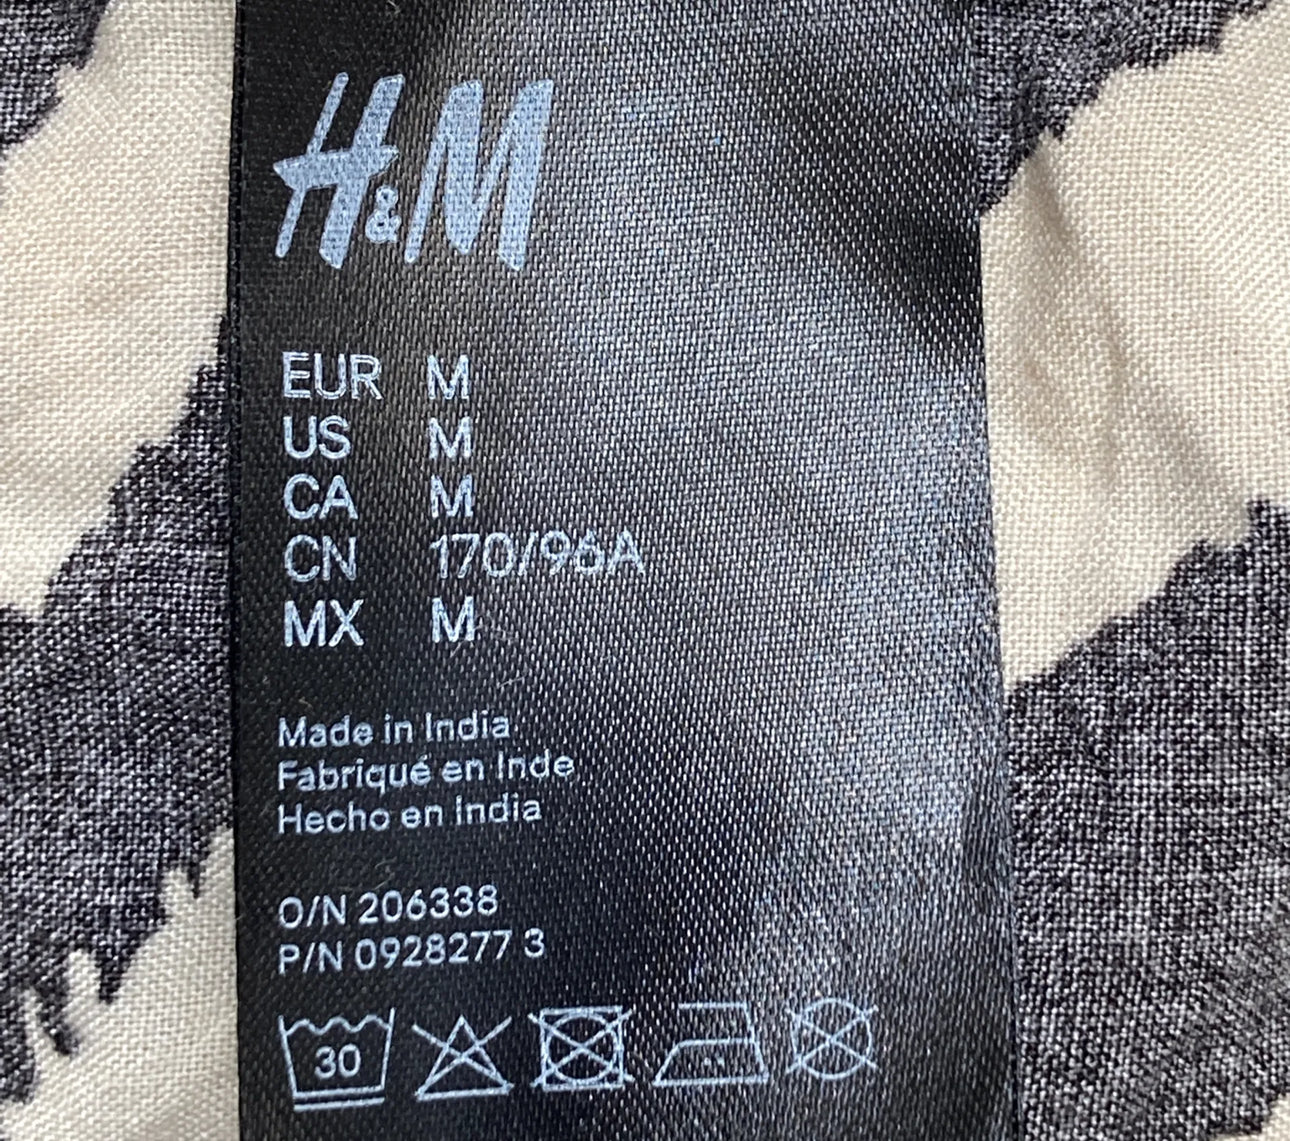 H&M
EUR M
US M
CA M
CN 170/96A
MX M
Made in India
Fabriqué en Inde
Hecho en India
O/N 206338
P/N 0928277 3
30